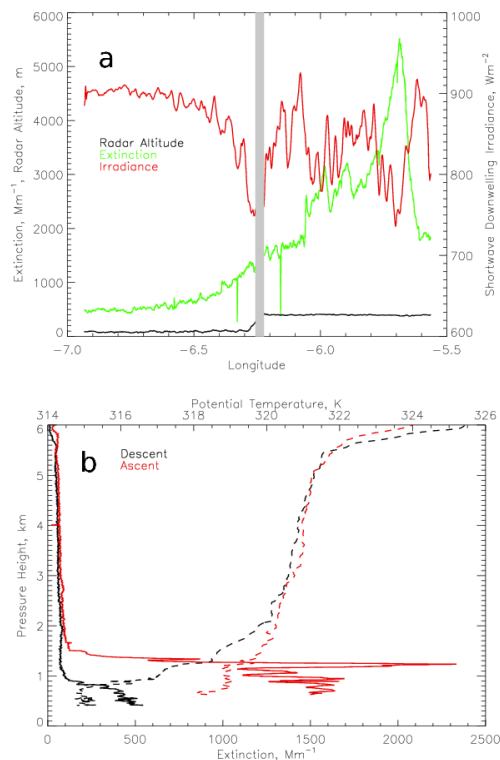 a
6000
5000
4000
3000
2000
1000
0
Extinction, Mm⁻¹, Radar Altitude, m
1000
900
800
700
600
Shortwave Downwelling Irradiance, Wm⁻²
Radar Altitude
Extinction
Irradiance
−7.0 −6.5 −6.0 −5.5
Longitude
Potential Temperature, K
314 316 318 320 322 324 326
b
Descent
Ascent
6
5
4
3
2
1
0
Pressure Height, km
0 500 1000 1500 2000 2500
Extinction, Mm⁻¹